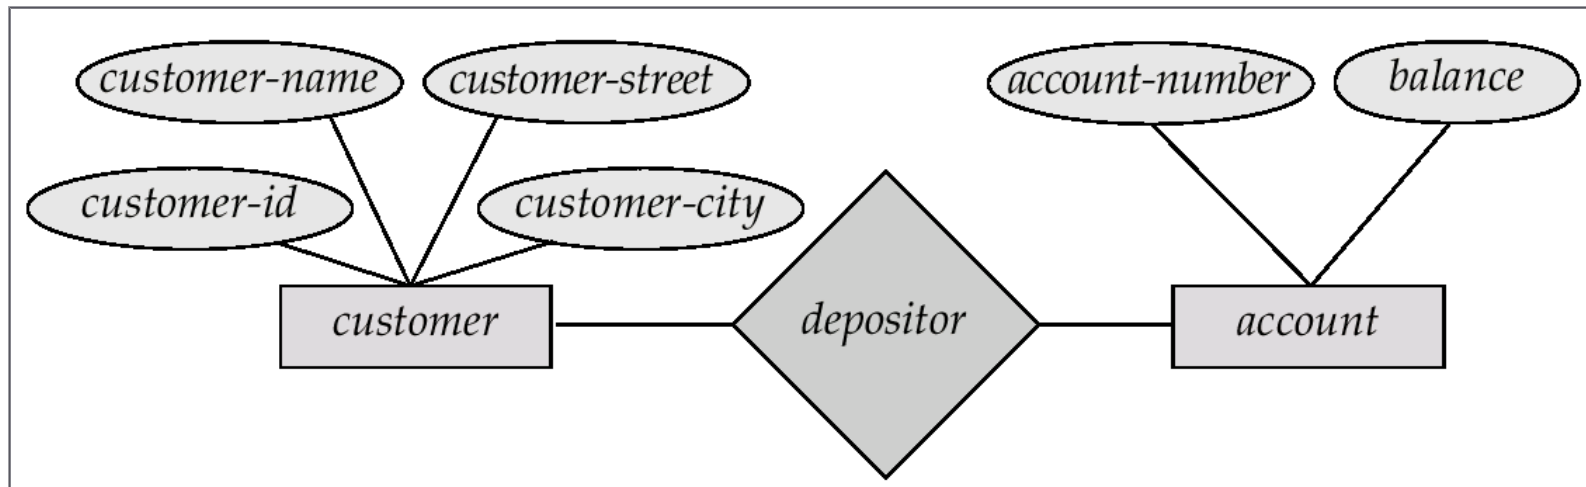 customer-name
customer-street
account-number
balance
customer-id
customer-city
customer
depositor
account